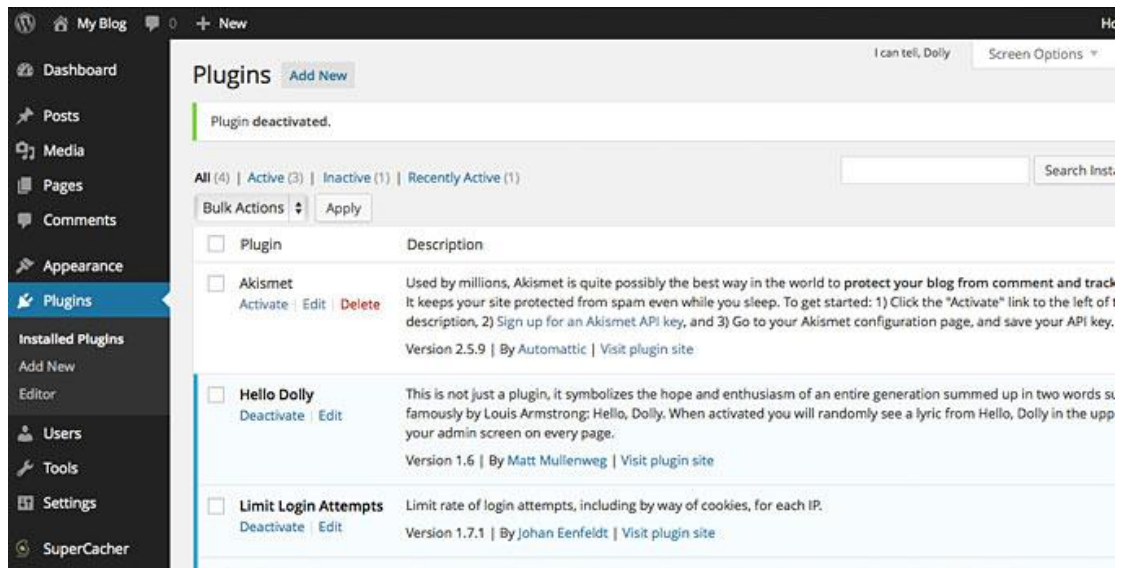 My Blog 0 + New
Dashboard
Posts
Media
Pages
Comments
Appearance
Plugins
Installed Plugins
Add New
Editor
Users
Tools
Settings
SuperCacher
I can tell, Dolly Screen Options
Plugins Add New
Plugin deactivated.
All (4) | Active (3) | Inactive (1) | Recently Active (1)
Search Inst
Bulk Actions Apply
Plugin Description
Akismet
Activate | Edit | Delete
Used by millions, Akismet is quite possibly the best way in the world to protect your blog from comment and track
It keeps your site protected from spam even while you sleep. To get started: 1) Click the "Activate" link to the left of
description, 2) Sign up for an Akismet API key, and 3) Go to your Akismet configuration page, and save your API key.
Version 2.5.9 | By Automattic | Visit plugin site
Hello Dolly
Deactivate | Edit
This is not just a plugin, it symbolizes the hope and enthusiasm of an entire generation summed up in two words
famously by Louis Armstrong: Hello, Dolly. When activated you will randomly see a lyric from Hello, Dolly in the upp
your admin screen on every page.
Version 1.6 | By Matt Mullenweg | Visit plugin site
Limit Login Attempts
Deactivate | Edit
Limit rate of login attempts, including by way of cookies, for each IP.
Version 1.7.1 | By Johan Eenfeldt | Visit plugin site